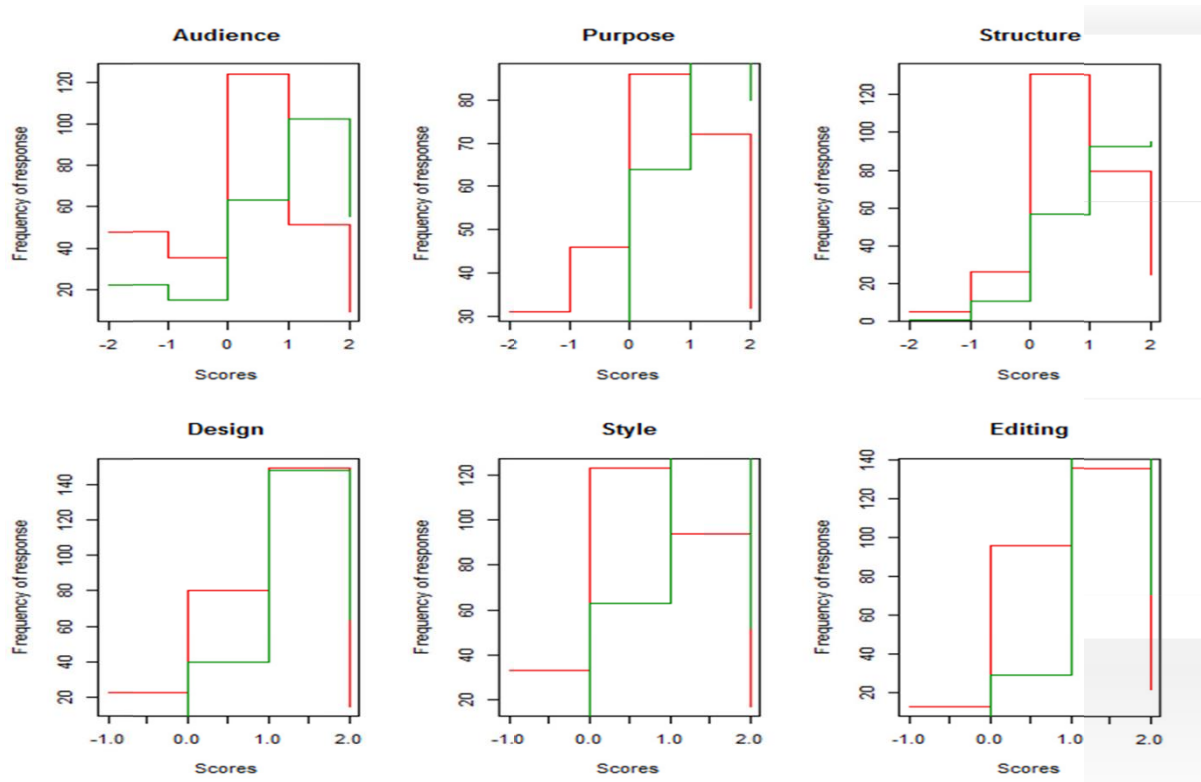 Audience
Frequency of response
20 40 60 80 100 120
-2 -1 0 1 2
Scores
Purpose
Frequency of response
30 40 50 60 70 80
-2 -1 0 1 2
Scores
Structure
Frequency of response
0 20 40 60 80 100 120
-2 -1 0 1 2
Scores
Design
Frequency of response
20 40 60 80 100 120 140
-1.0 0.0 1.0 2.0
Scores
Style
Frequency of response
20 40 60 80 100 120
-1.0 0.0 1.0 2.0
Scores
Editing
Frequency of response
20 40 60 80 100 120 140
-1.0 0.0 1.0 2.0
Scores